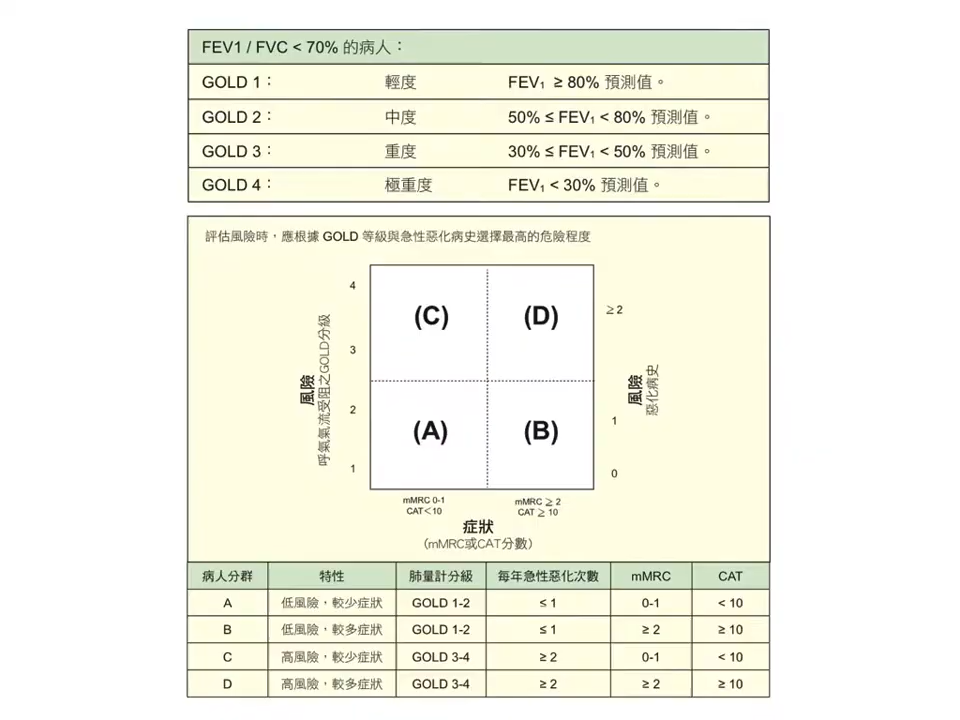 FEV1 / FVC < 70% 的病人：
GOLD 1： 輕度 FEV₁ ≥ 80% 預測值。
GOLD 2： 中度 50% ≤ FEV₁ < 80% 預測值。
GOLD 3： 重度 30% ≤ FEV₁ < 50% 預測值。
GOLD 4： 極重度 FEV₁ < 30% 預測值。
評估風險時，應根據 GOLD 等級與急性惡化病史選擇最高的危險程度
風險
呼氣氣流受阻之GOLD分級
4
3
2
1
(C) (D)
(A) (B)
≥ 2
1
0
風險
惡化病史
mMRC 0-1 mMRC ≧ 2
CAT＜10 CAT ≧ 10
症狀
(mMRC或CAT分數)
病人分群 特性 肺量計分級 每年急性惡化次數 mMRC CAT
A 低風險，較少症狀 GOLD 1-2 ≤ 1 0-1 < 10
B 低風險，較多症狀 GOLD 1-2 ≤ 1 ≥ 2 ≥ 10
C 高風險，較少症狀 GOLD 3-4 ≥ 2 0-1 < 10
D 高風險，較多症狀 GOLD 3-4 ≥ 2 ≥ 2 ≥ 10